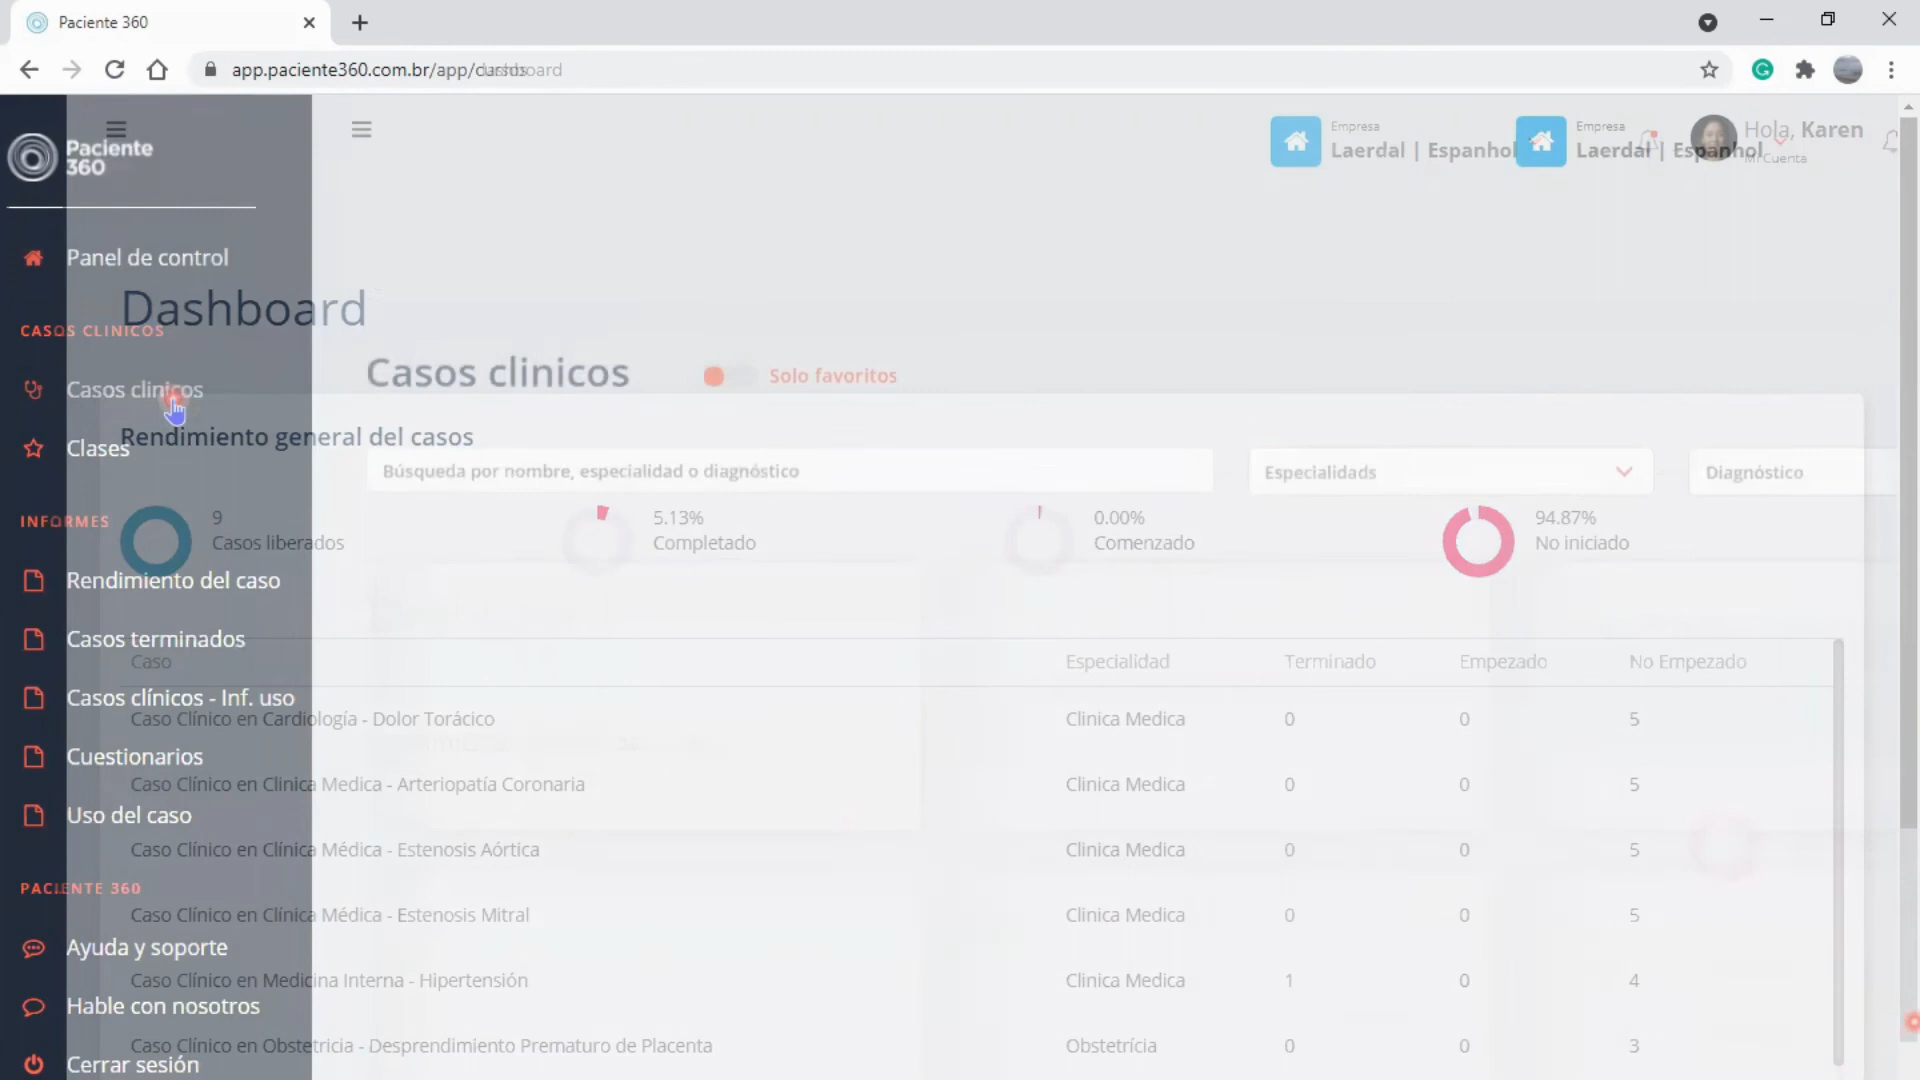 Paciente 360
app.paciente360.com.br/app/
Paciente
360
Empresa
Laerdal | Espanhol
Empresa
Laerdal | Espanhol
Hola, Karen
Mi Cuenta
Panel de control
Dashboard
CASOS CLINICOS
Casos clinicos
Solo favoritos
Casos clinicos
Rendimiento general del casos
Clases
Búsqueda por nombre, especialidad o diagnóstico
Especialidads
Diagnóstico
INFORMES
9
Casos liberados
5.13%
Completado
0.00%
Comenzado
94.87%
No iniciado
Rendimiento del caso
Casos terminados
Caso Especialidad Terminado Empezado No Empezado
Casos clínicos - Inf. uso
Caso Clínico en Cardiología - Dolor Torácico Clinica Medica 0 0 5
Cuestionarios
Caso Clínico en Clinica Medica - Arteriopatía Coronaria Clinica Medica 0 0 5
Uso del caso
Caso Clínico en Clínica Médica - Estenosis Aórtica Clinica Medica 0 0 5
PACIENTE 360
Caso Clínico en Clínica Médica - Estenosis Mitral Clinica Medica 0 0 5
Ayuda y soporte
Caso Clínico en Medicina Interna - Hipertensión Clinica Medica 1 0 4
Hable con nosotros
Caso Clínico en Obstetricia - Desprendimiento Prematuro de Placenta Obstetrícia 0 0 3
Cerrar sesión